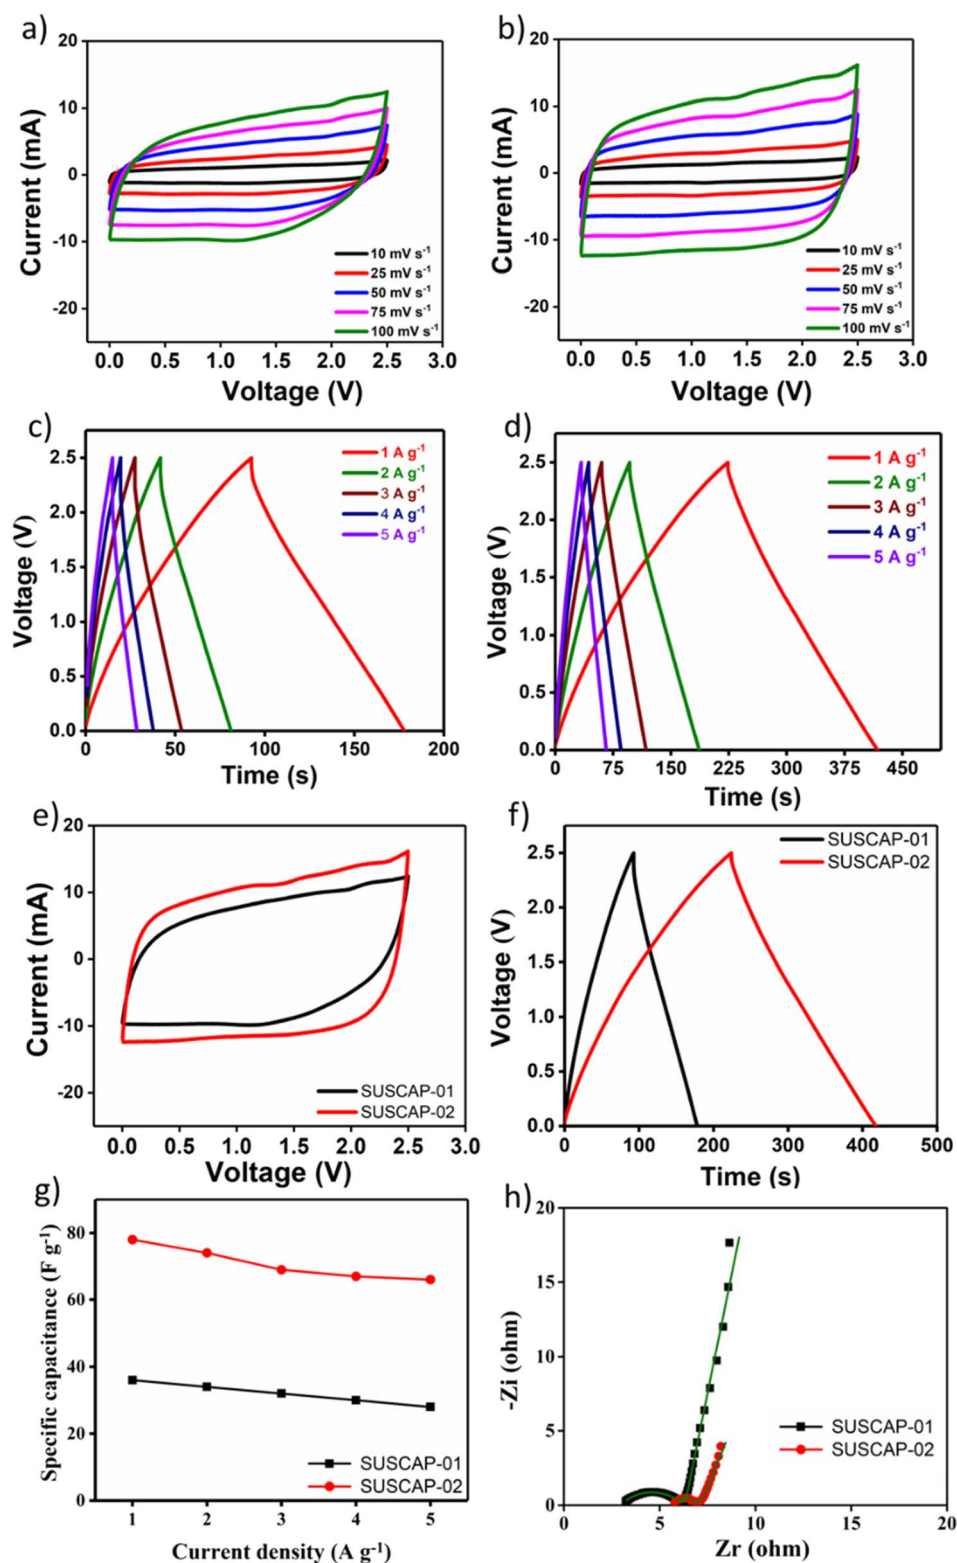 a)
20
10
0
-10
-20
Current (mA)
10 mV s⁻¹
25 mV s⁻¹
50 mV s⁻¹
75 mV s⁻¹
100 mV s⁻¹
0.0 0.5 1.0 1.5 2.0 2.5 3.0
Voltage (V)
b)
20
10
0
-10
-20
Current (mA)
10 mV s⁻¹
25 mV s⁻¹
50 mV s⁻¹
75 mV s⁻¹
100 mV s⁻¹
0.0 0.5 1.0 1.5 2.0 2.5 3.0
Voltage (V)
c)
2.5
2.0
1.5
1.0
0.5
0.0
Voltage (V)
1 A g⁻¹
2 A g⁻¹
3 A g⁻¹
4 A g⁻¹
5 A g⁻¹
0 50 100 150 200
Time (s)
d)
2.5
2.0
1.5
1.0
0.5
0.0
Voltage (V)
1 A g⁻¹
2 A g⁻¹
3 A g⁻¹
4 A g⁻¹
5 A g⁻¹
0 75 150 225 300 375 450
Time (s)
e)
20
10
0
-10
-20
Current (mA)
SUSCAP-01
SUSCAP-02
0.0 0.5 1.0 1.5 2.0 2.5 3.0
Voltage (V)
f)
2.5
2.0
1.5
1.0
0.5
0.0
Voltage (V)
SUSCAP-01
SUSCAP-02
0 100 200 300 400 500
Time (s)
g)
80
60
40
20
0
Specific capacitance (F g⁻¹)
SUSCAP-01
SUSCAP-02
1 2 3 4 5
Current density (A g⁻¹)
h)
20
15
10
5
0
-Zi (ohm)
SUSCAP-01
SUSCAP-02
0 5 10 15 20
Zr (ohm)